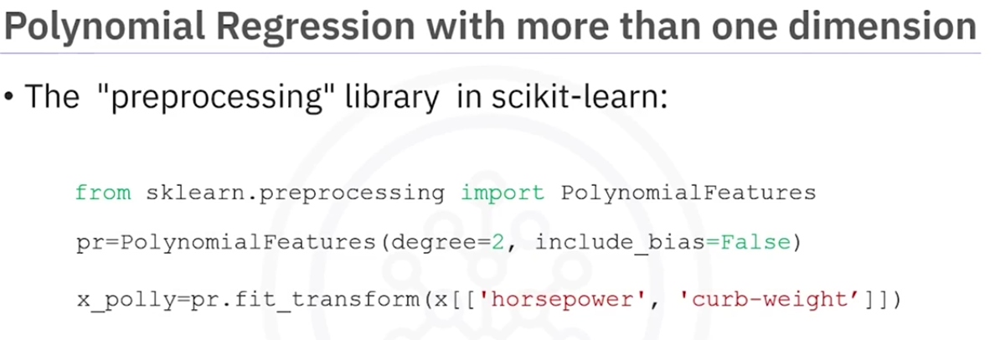 Polynomial Regression with more than one dimension
• The "preprocessing" library in scikit-learn:
from sklearn.preprocessing import PolynomialFeatures
pr=PolynomialFeatures(degree=2, include_bias=False)
x_polly=pr.fit_transform(x[['horsepower', 'curb-weight’]])